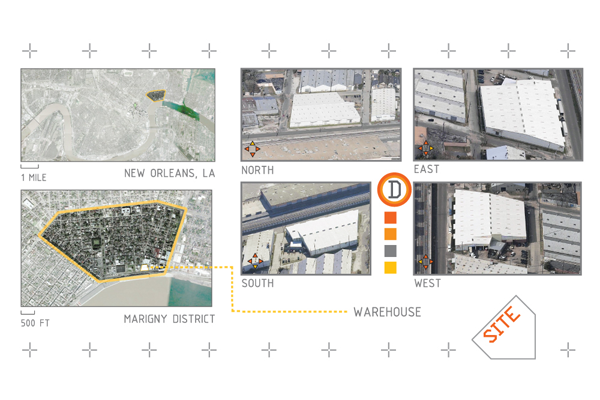 NEW ORLEANS, LA
1 MILE
NORTH
EAST
D
SOUTH
WEST
500 FT
MARIGNY DISTRICT
WAREHOUSE
SITE